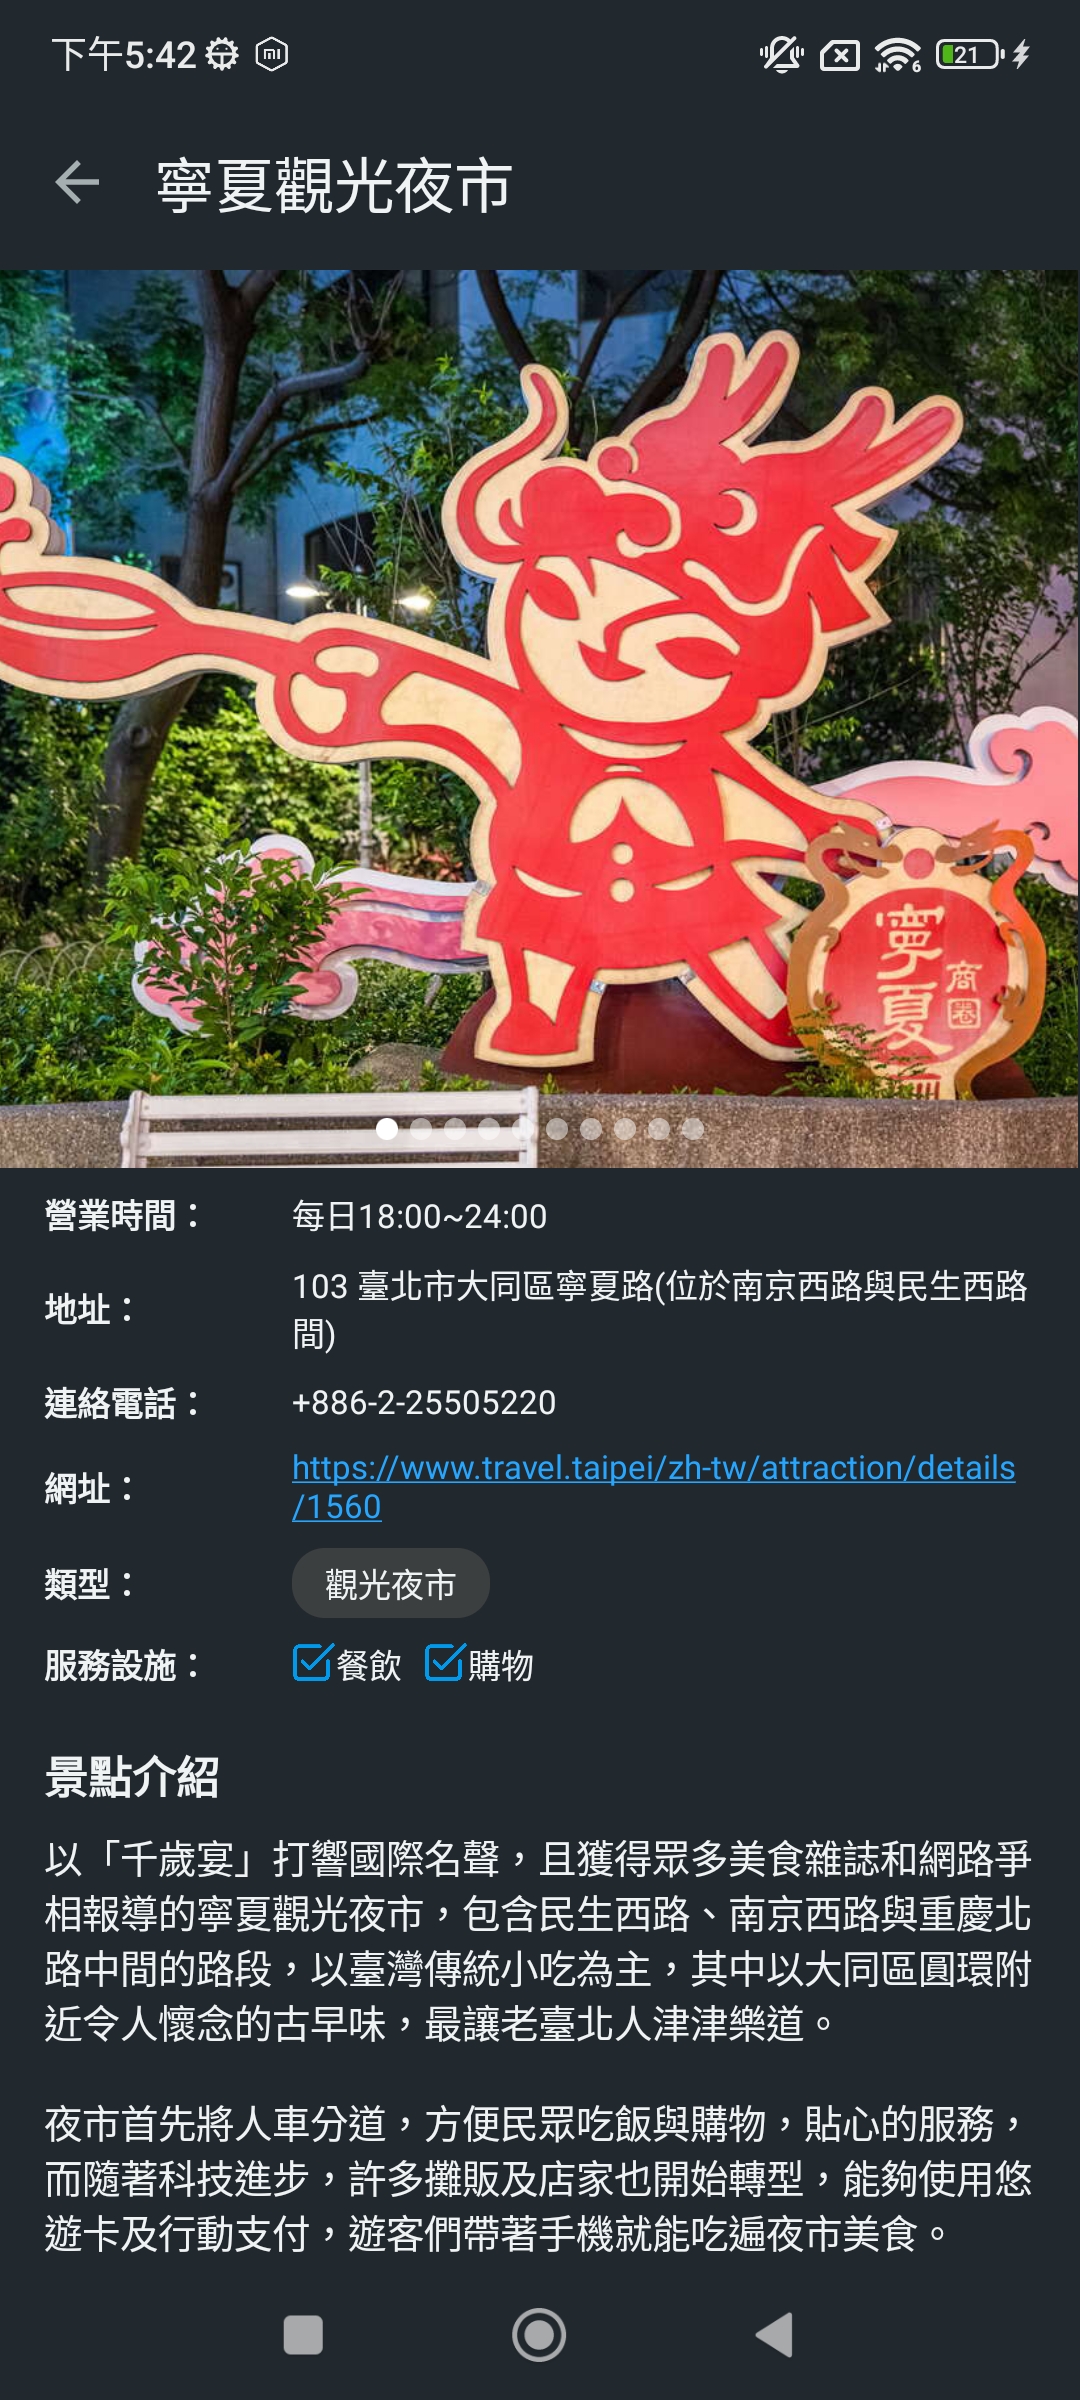 下午5:42
21
寧夏觀光夜市
寧夏
商圈
營業時間：
每日18:00~24:00
地址：
103 臺北市大同區寧夏路(位於南京西路與民生西路
間)
連絡電話：
+886-2-25505220
網址：
https://www.travel.taipei/zh-tw/attraction/details
/1560
類型：
觀光夜市
服務設施：
餐飲 購物
景點介紹
以「千歲宴」打響國際名聲，且獲得眾多美食雜誌和網路爭
相報導的寧夏觀光夜市，包含民生西路、南京西路與重慶北
路中間的路段，以臺灣傳統小吃為主，其中以大同區圓環附
近令人懷念的古早味，最讓老臺北人津津樂道。
夜市首先將人車分道，方便民眾吃飯與購物，貼心的服務，
而隨著科技進步，許多攤販及店家也開始轉型，能夠使用悠
遊卡及行動支付，遊客們帶著手機就能吃遍夜市美食。